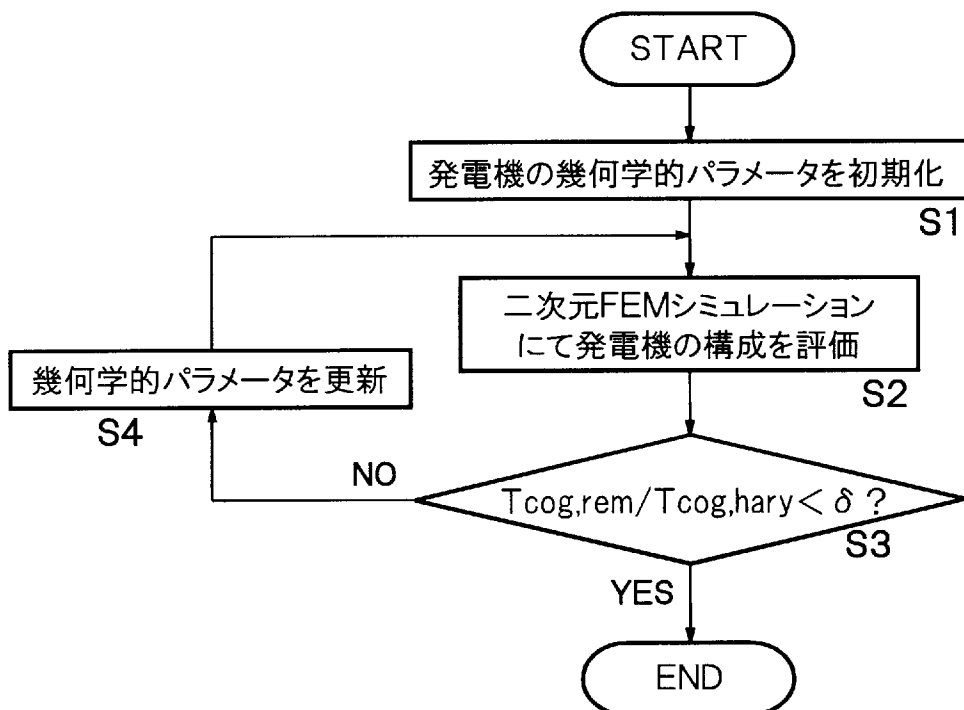 START
発電機の幾何学的パラメータを初期化
S1
二次元FEMシミュレーション
にて発電機の構成を評価
S2
幾何学的パラメータを更新
S4
NO
Tcog,rem/Tcog,hary<δ?
S3
YES
END